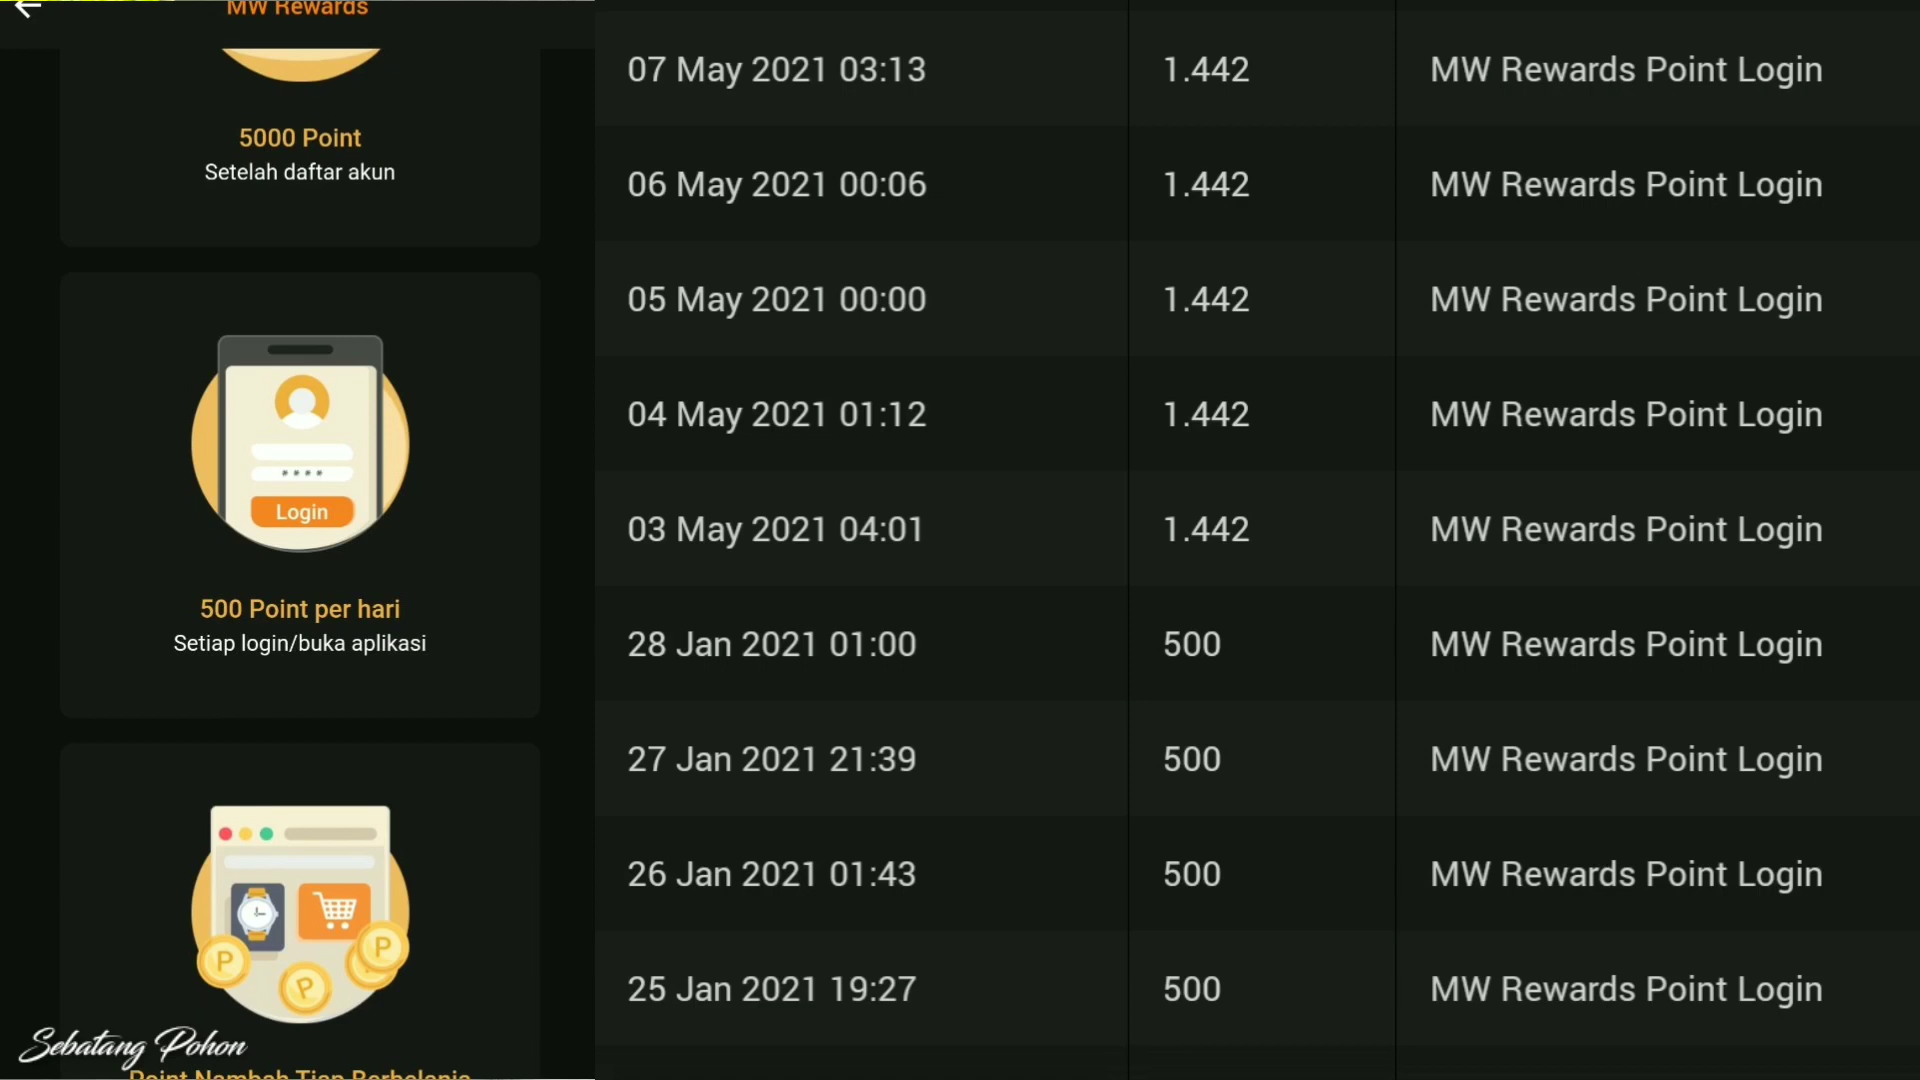 MW Rewards
5000 Point
Setelah daftar akun
Login
500 Point per hari
Setiap login/buka aplikasi
P
P
P
Sebatang Pohon
Point Nambah Tiap Berbelanja
07 May 2021 03:13 1.442 MW Rewards Point Login
06 May 2021 00:06 1.442 MW Rewards Point Login
05 May 2021 00:00 1.442 MW Rewards Point Login
04 May 2021 01:12 1.442 MW Rewards Point Login
03 May 2021 04:01 1.442 MW Rewards Point Login
28 Jan 2021 01:00 500 MW Rewards Point Login
27 Jan 2021 21:39 500 MW Rewards Point Login
26 Jan 2021 01:43 500 MW Rewards Point Login
25 Jan 2021 19:27 500 MW Rewards Point Login